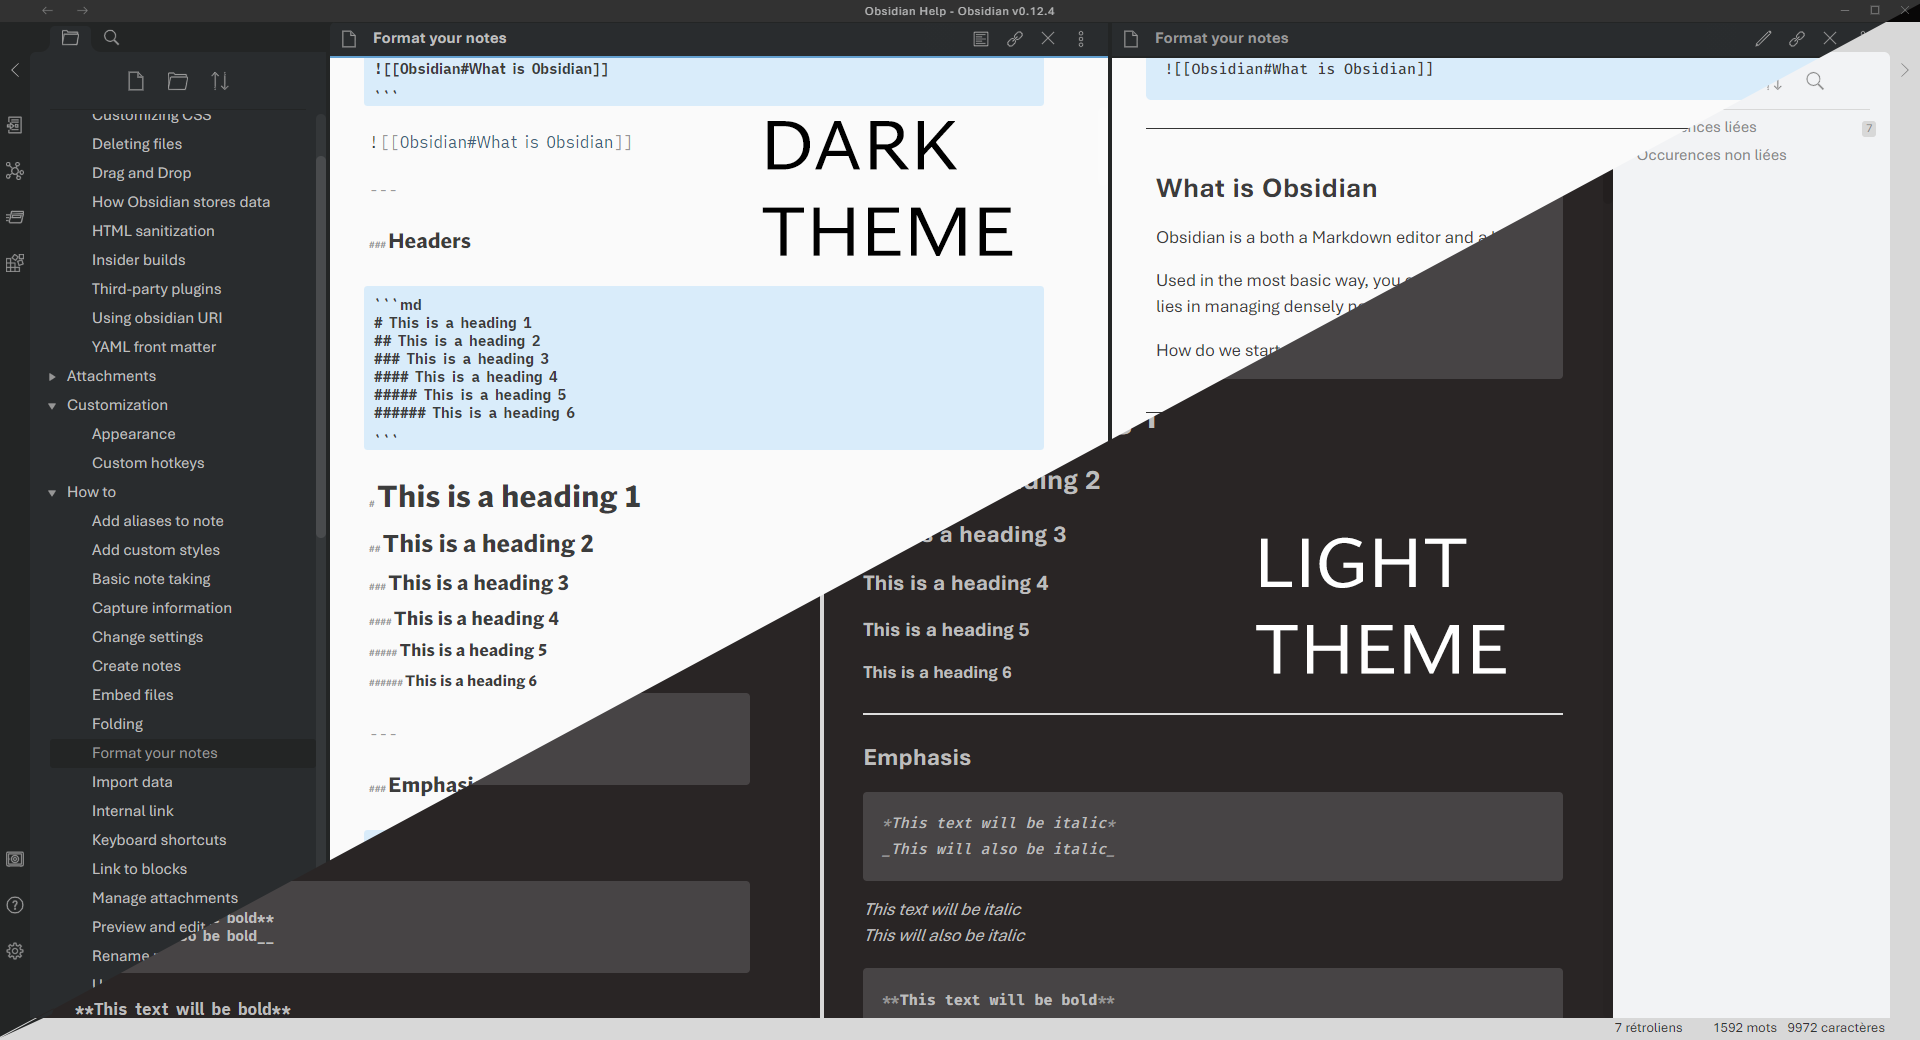 Obsidian Help - Obsidian v0.12.4
Customizing CSS
Deleting files
Drag and Drop
How Obsidian stores data
HTML sanitization
Insider builds
Third-party plugins
Using obsidian URI
YAML front matter
Attachments
Customization
Appearance
Custom hotkeys
How to
Add aliases to note
Add custom styles
Basic note taking
Capture information
Change settings
Create notes
Embed files
Folding
Format your notes
Import data
Internal link
Keyboard shortcuts
Link to blocks
Manage attachments
Preview and edit
Rename
Format your notes
![[Obsidian#What is Obsidian]]
```
![[Obsidian#What is Obsidian]]
---
### Headers
```md
# This is a heading 1
## This is a heading 2
### This is a heading 3
#### This is a heading 4
##### This is a heading 5
###### This is a heading 6
```
# This is a heading 1
## This is a heading 2
### This is a heading 3
#### This is a heading 4
##### This is a heading 5
###### This is a heading 6
---
### Emphasi
bold**
o be bold__
**This text will be bold**
DARK
THEME
Format your notes
![[Obsidian#What is Obsidian]]
What is Obsidian
Obsidian is a both a Markdown editor and a
Used in the most basic way, you
lies in managing densely
How do we start
ding 2
s a heading 3
This is a heading 4
This is a heading 5
This is a heading 6
LIGHT
THEME
Emphasis
*This text will be italic*
_This will also be italic_
This text will be italic
This will also be italic
**This text will be bold**
nces liées 7
Occurences non liées
7 rétroliens 1592 mots 9972 caractères